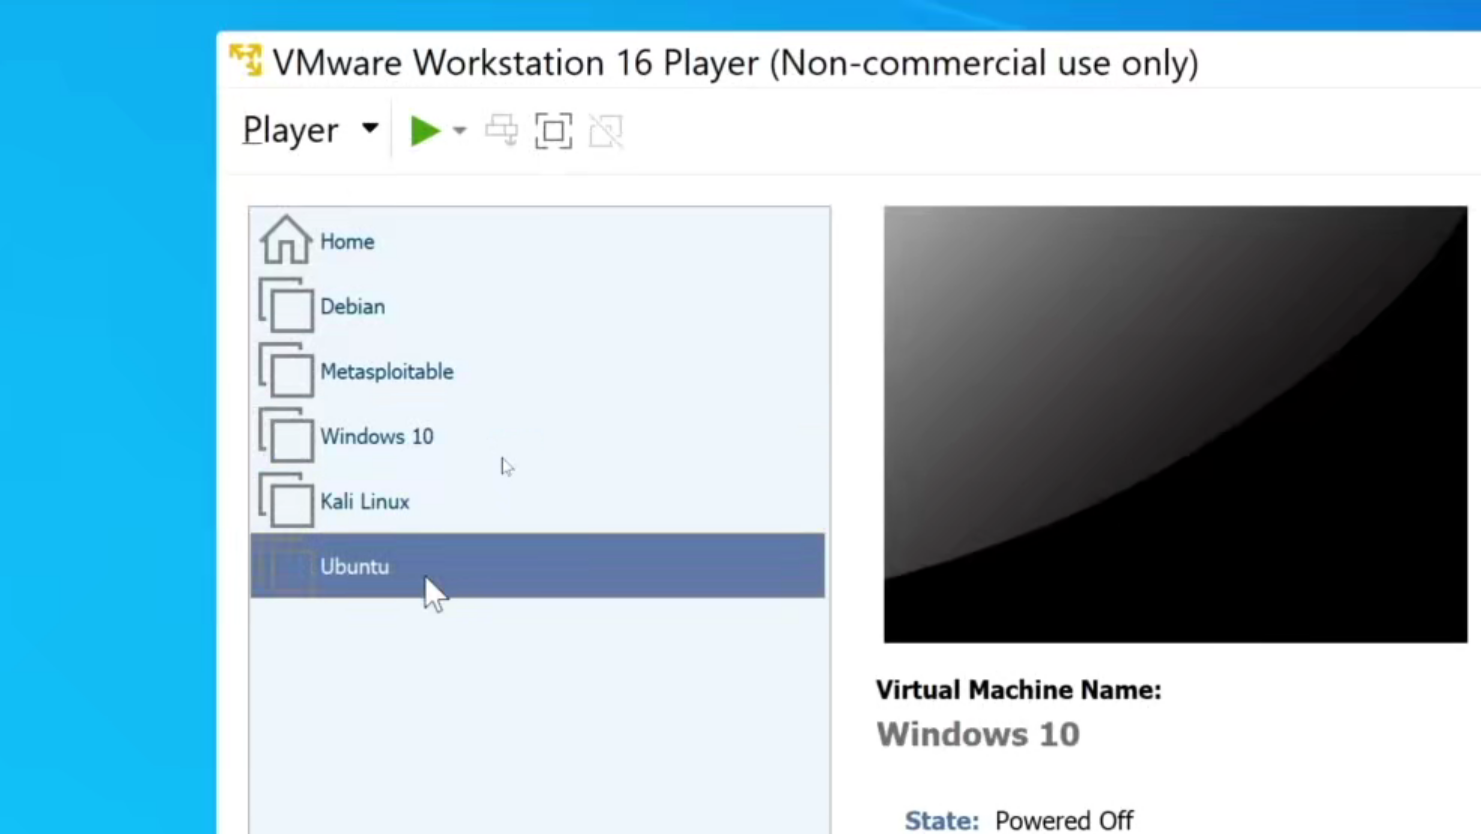 VMware Workstation 16 Player (Non-commercial use only)
Player
Home
Debian
Metasploitable
Windows 10
Kali Linux
Ubuntu
Virtual Machine Name:
Windows 10
State: Powered Off